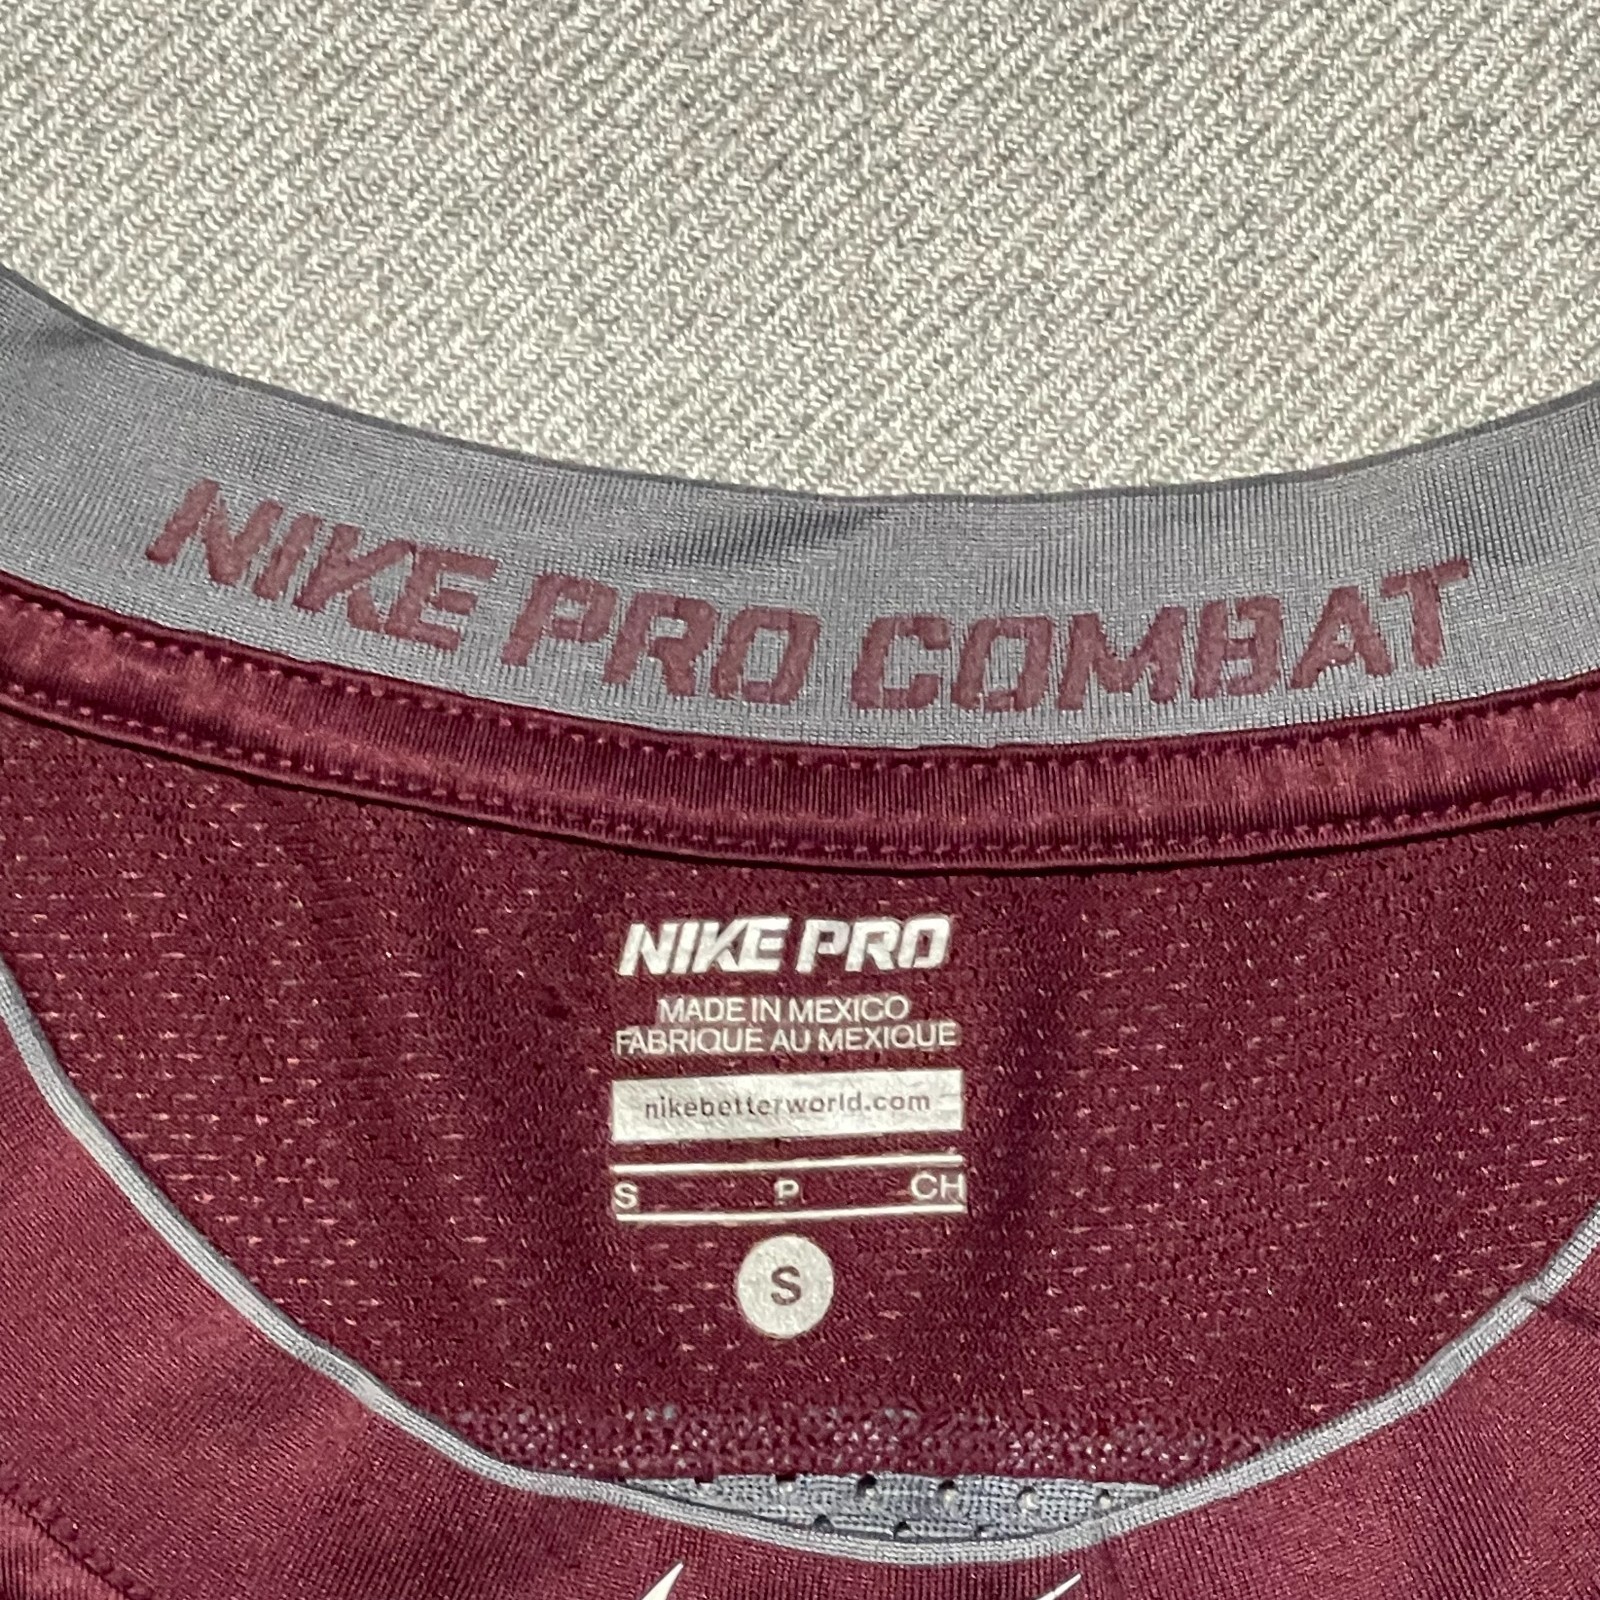 NIKE PRO COMBAT
NIKE PRO
MADE IN MEXICO
FABRIQUE AU MEXIQUE
nikebetterworld.com
S P CH
S